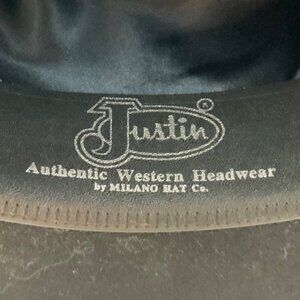 Justin®
Authentic Western Headwear
by MILANO HAT Co.